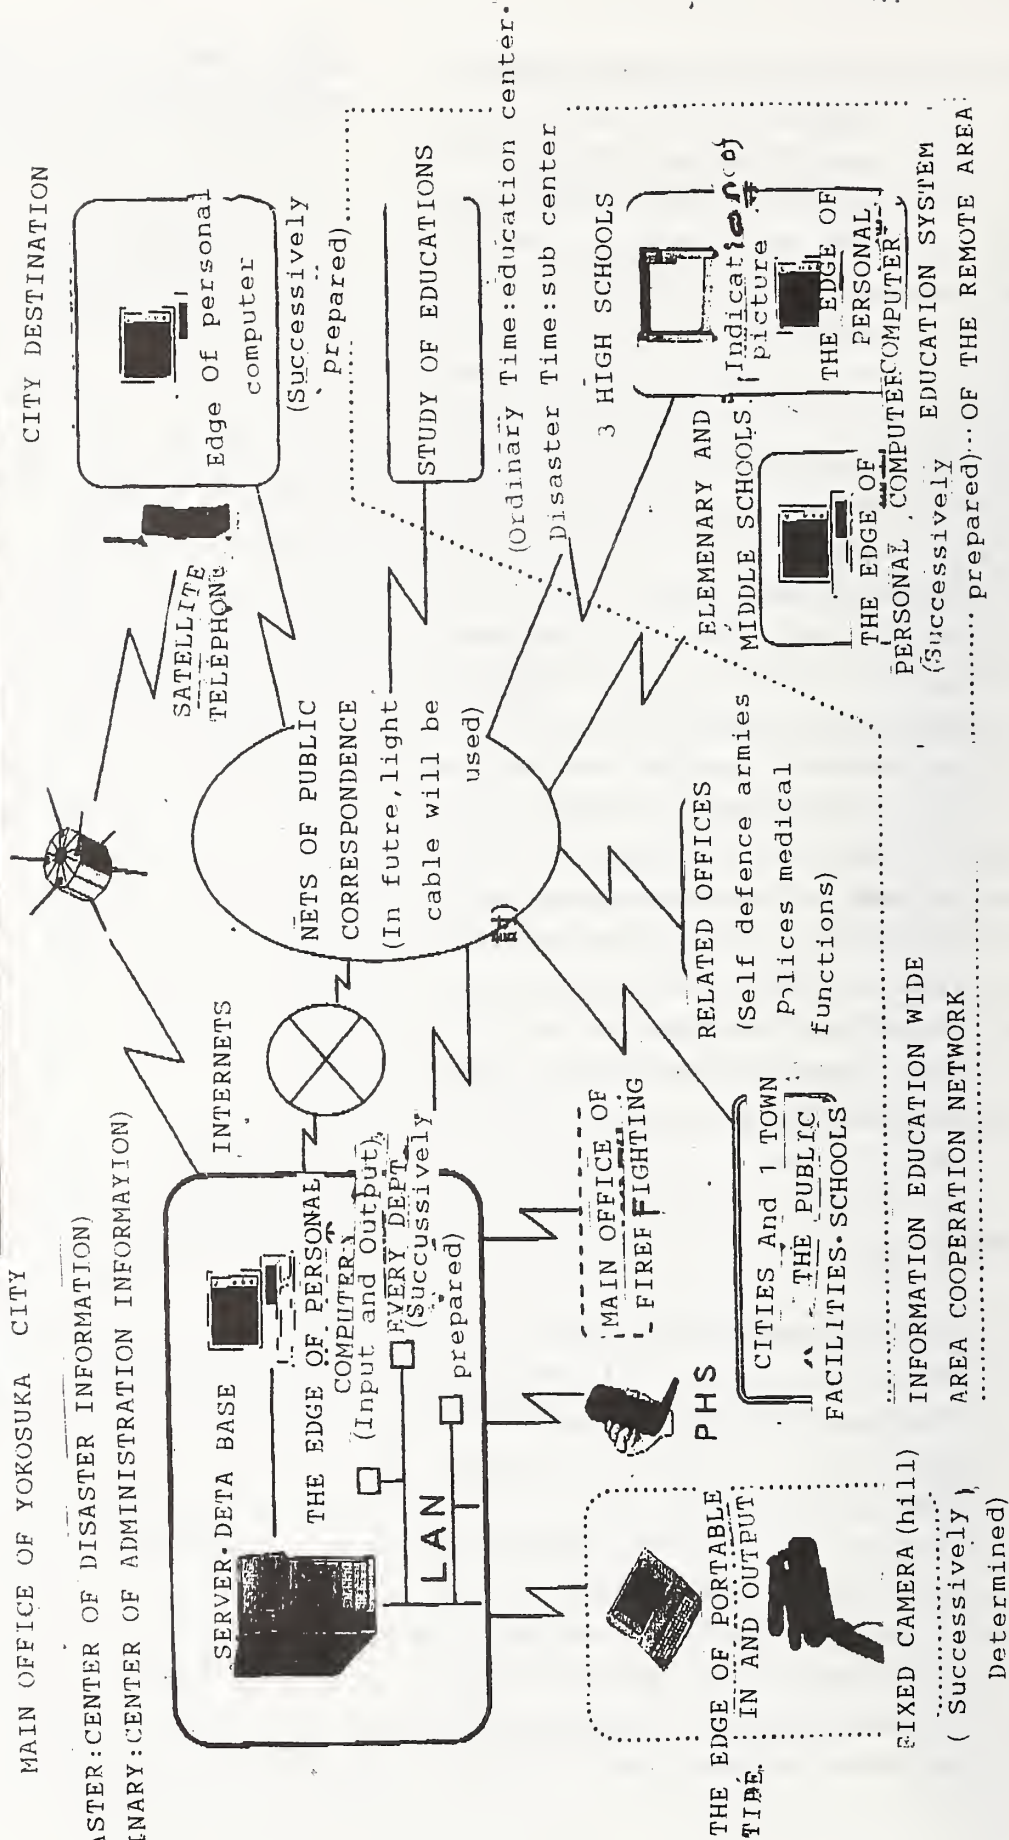 MAIN OFFICE OF YOKOSUKA CITY
ASTER:CENTER OF DISASTER INFORMATION)
INARY:CENTER OF ADMINISTRATION INFORMAYION)
CITY DESTINATION
SERVER·DETA BASE
THE EDGE OF PERSONAL
COMPUTER
(Input and Output)
EVERY DEPT
(Succussively
prepared)
LAN
INTERNETS
SATELLITE
TELEPHONE
Edge Of personal
computer
(Successively
prepared)
NETS OF PUBLIC
CORRESPONDENCE
(In futre,light
cable will be
used)
討)
STUDY OF EDUCATIONS
(Ordinary Time:education center.
Disaster Time:sub center
3 HIGH SCHOOLS
Indication of
picture
THE EDGE OF
PERSONAL
COMPUTER
ELEMENARY AND
MIDDLE SCHOOLS
THE EDGE OF
PERSONAL COMPUTER
(Successively
prepared)
EDUCATION SYSTEM
OF THE REMOTE AREA
RELATED OFFICES
(Self defence armies
Polices medical
functions)
MAIN OFFICE OF
FIREFIGHTING
CITIES And 1 TOWN
THE PUBLIC
FACILITIES·SCHOOLS
PHS
INFORMATION EDUCATION WIDE
AREA COOPERATION NETWORK
THE EDGE OF PORTABLE
TIPE. IN AND OUTPUT
FIXED CAMERA(hill)
( Successively )
Determined)